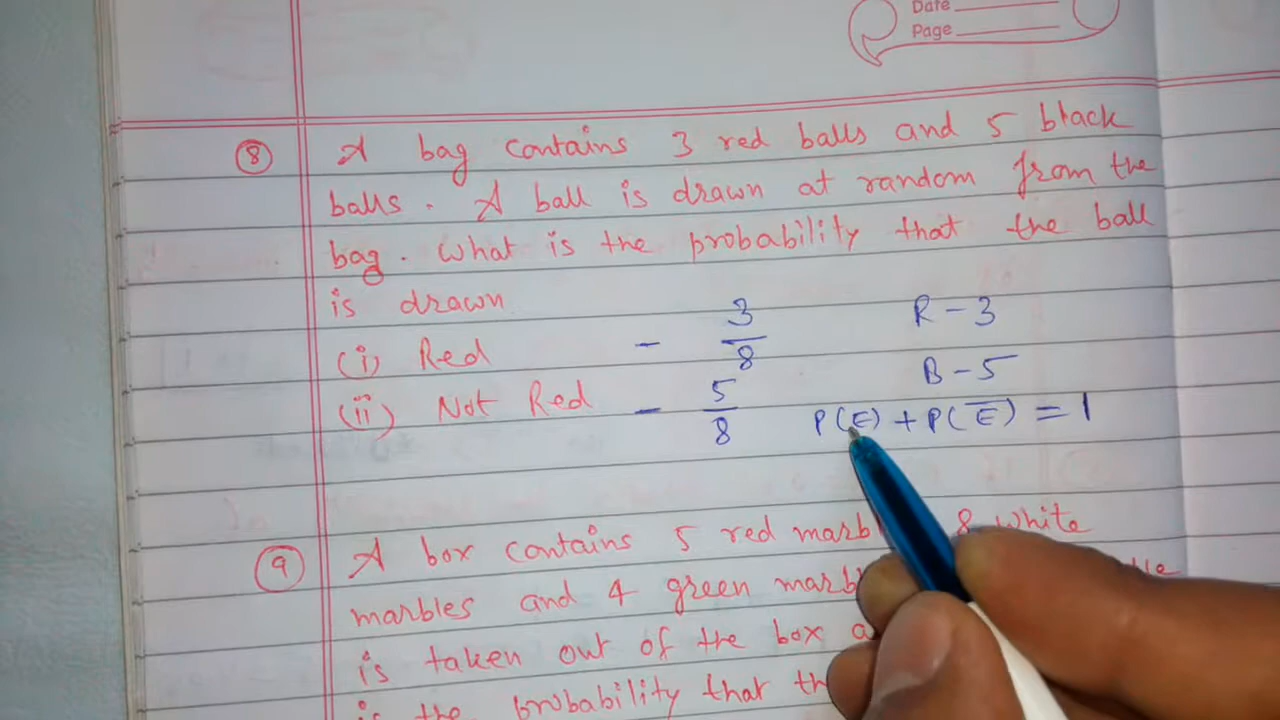 Date
Page
8 A bag contains 3 red balls and 5 black
balls. A ball is drawn at random from the
bag. What is the probability that the ball
is drawn
(i) Red - 3/8 R - 3
B - 5
(ii) Not Red - 5/8 P(E) + P(E̅) = 1
9 A box contains 5 red marb 8 white
marbles and 4 green marb
is taken out of the box
is the probability that